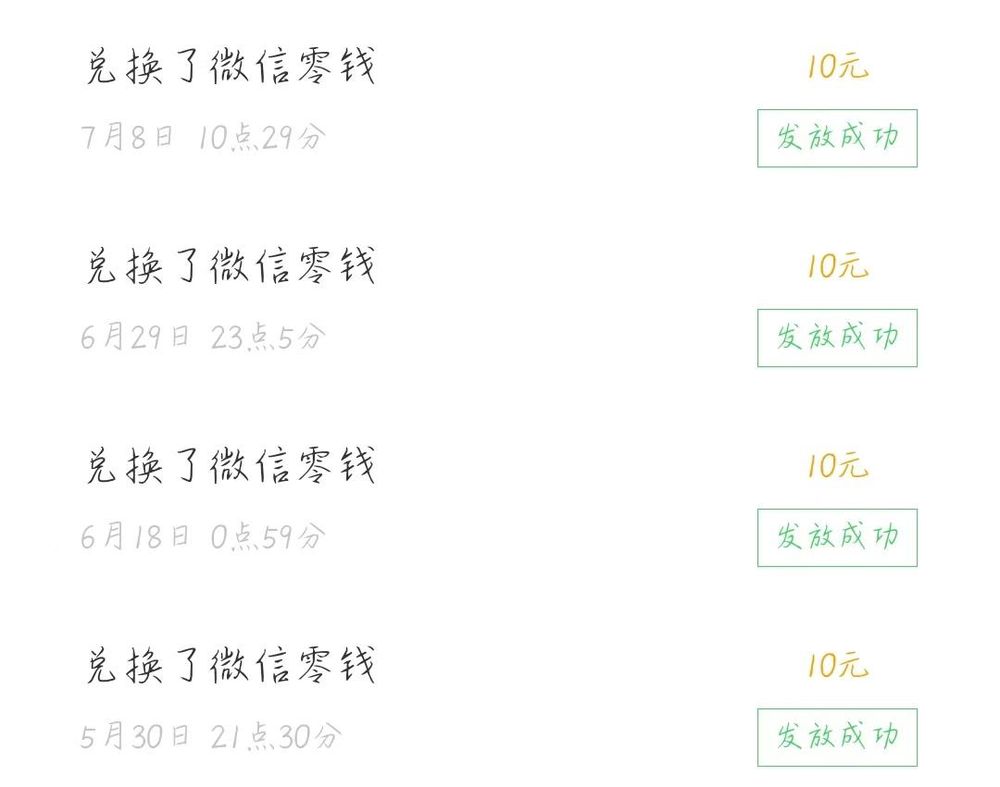 兑换了微信零钱
10元
7月8日 10点29分
发放成功
兑换了微信零钱
10元
6月29日 23点5分
发放成功
兑换了微信零钱
10元
6月18日 0点59分
发放成功
兑换了微信零钱
10元
5月30日 21点30分
发放成功